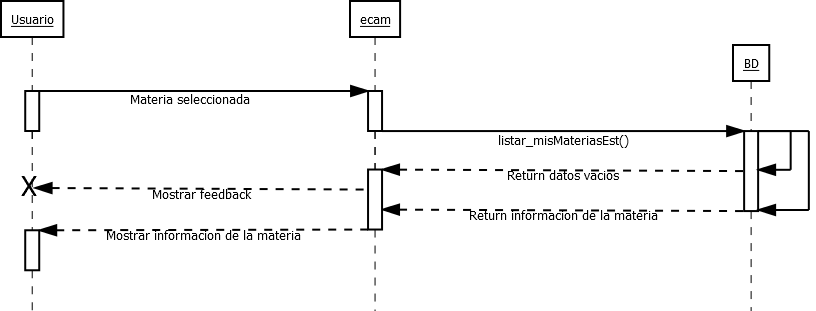 Usuario
ecam
BD
Materia seleccionada
listar_misMateriasEst()
Return datos vacios
X
Mostrar feedback
Return informacion de la materia
Mostrar informacion de la materia